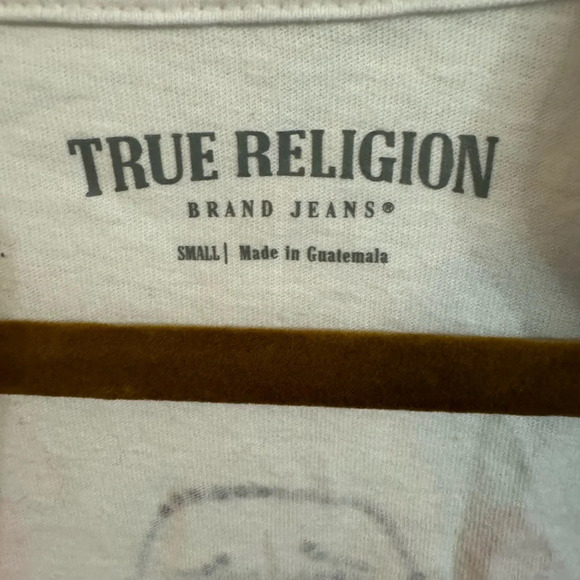 TRUE RELIGION
BRAND JEANS®
SMALL | Made in Guatemala